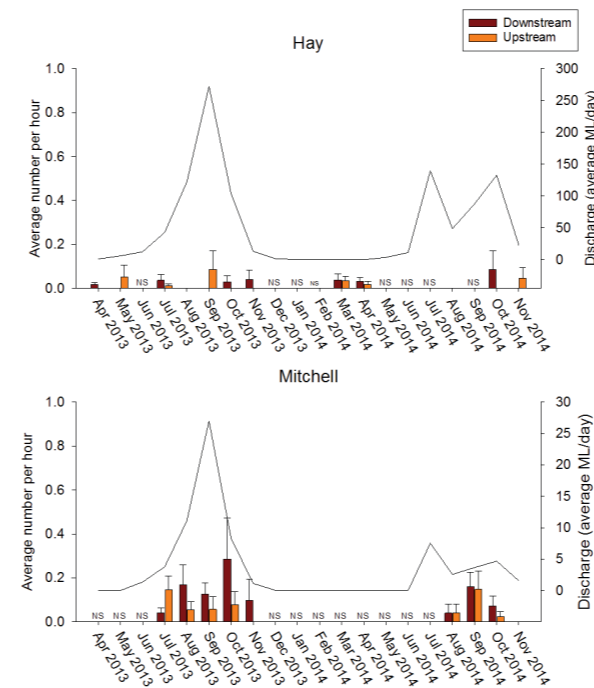 Downstream
Upstream
Hay
Average number per hour
1.0
0.8
0.6
0.4
0.2
0.0
300
250
200
150
100
50
0
Discharge (average ML/day)
NS NS NS NS NS NS NS NS
Apr 2013
May 2013
Jun 2013
Jul 2013
Aug 2013
Sep 2013
Oct 2013
Nov 2013
Dec 2013
Jan 2014
Feb 2014
Mar 2014
Apr 2014
May 2014
Jun 2014
Jul 2014
Aug 2014
Sep 2014
Oct 2014
Nov 2014
Mitchell
Average number per hour
1.0
0.8
0.6
0.4
0.2
0.0
30
25
20
15
10
5
0
Discharge (average ML/day)
NS NS NS NS NS NS NS NS NS NS
Apr 2013
May 2013
Jun 2013
Jul 2013
Aug 2013
Sep 2013
Oct 2013
Nov 2013
Dec 2013
Jan 2014
Feb 2014
Mar 2014
Apr 2014
May 2014
Jun 2014
Jul 2014
Aug 2014
Sep 2014
Oct 2014
Nov 2014